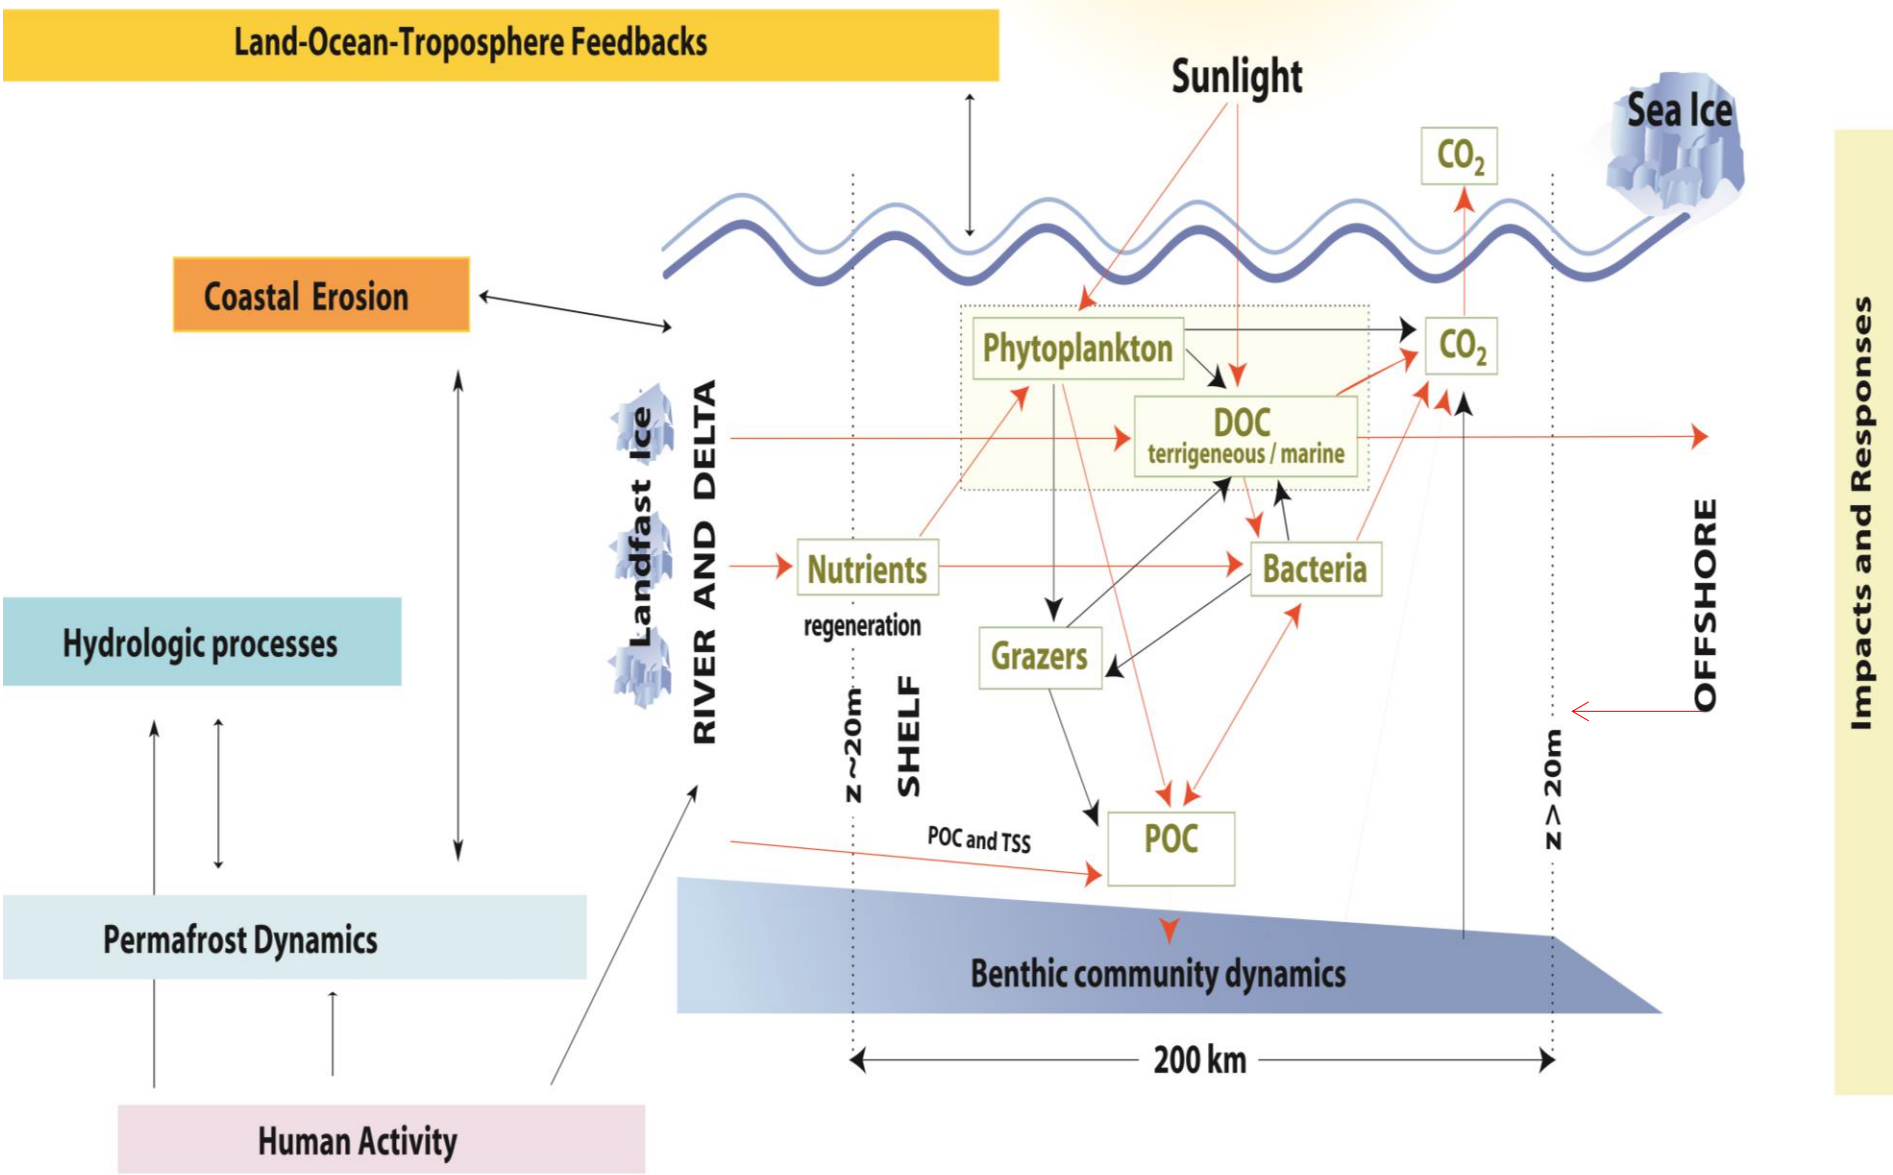 Land-Ocean-Troposphere Feedbacks
Sunlight
Sea Ice
CO2
Coastal Erosion
Phytoplankton
CO2
DOC
terrigeneous / marine
Landfast Ice
RIVER AND DELTA
Nutrients
regeneration
Bacteria
Grazers
Hydrologic processes
z ~20m
SHELF
POC and TSS
POC
z > 20m
OFFSHORE
Impacts and Responses
Permafrost Dynamics
Benthic community dynamics
200 km
Human Activity